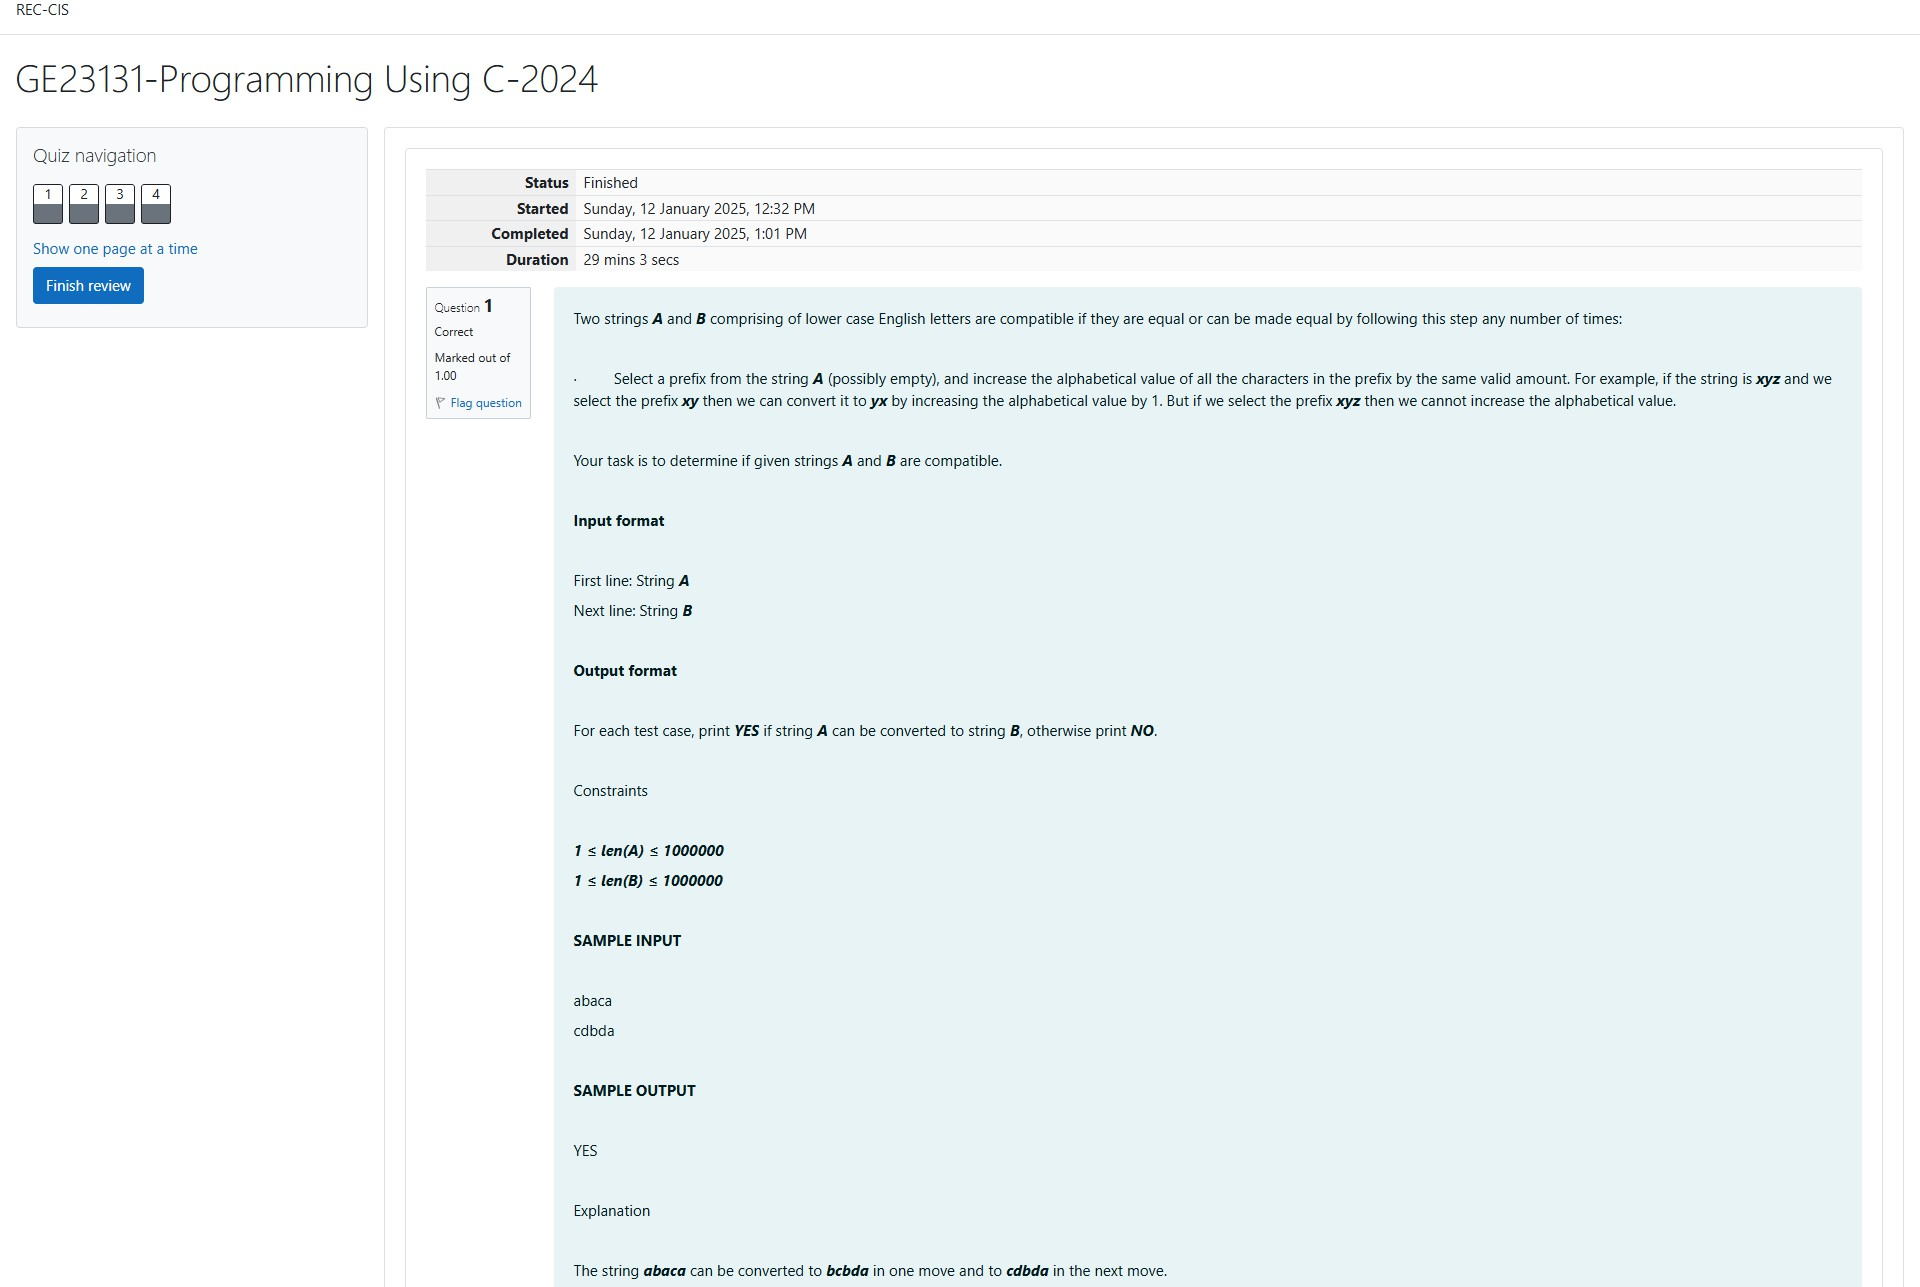 REC-CIS
GE23131-Programming Using C-2024
Quiz navigation
1 2 3 4
Show one page at a time
Finish review
Status Finished
Started Sunday, 12 January 2025, 12:32 PM
Completed Sunday, 12 January 2025, 1:01 PM
Duration 29 mins 3 secs
Question 1
Correct
Marked out of
1.00
Flag question
Two strings A and B comprising of lower case English letters are compatible if they are equal or can be made equal by following this step any number of times:
· Select a prefix from the string A (possibly empty), and increase the alphabetical value of all the characters in the prefix by the same valid amount. For example, if the string is xyz and we
select the prefix xy then we can convert it to yx by increasing the alphabetical value by 1. But if we select the prefix xyz then we cannot increase the alphabetical value.
Your task is to determine if given strings A and B are compatible.
Input format
First line: String A
Next line: String B
Output format
For each test case, print YES if string A can be converted to string B, otherwise print NO.
Constraints
1 ≤ len(A) ≤ 1000000
1 ≤ len(B) ≤ 1000000
SAMPLE INPUT
abaca
cdbda
SAMPLE OUTPUT
YES
Explanation
The string abaca can be converted to bcbda in one move and to cdbda in the next move.